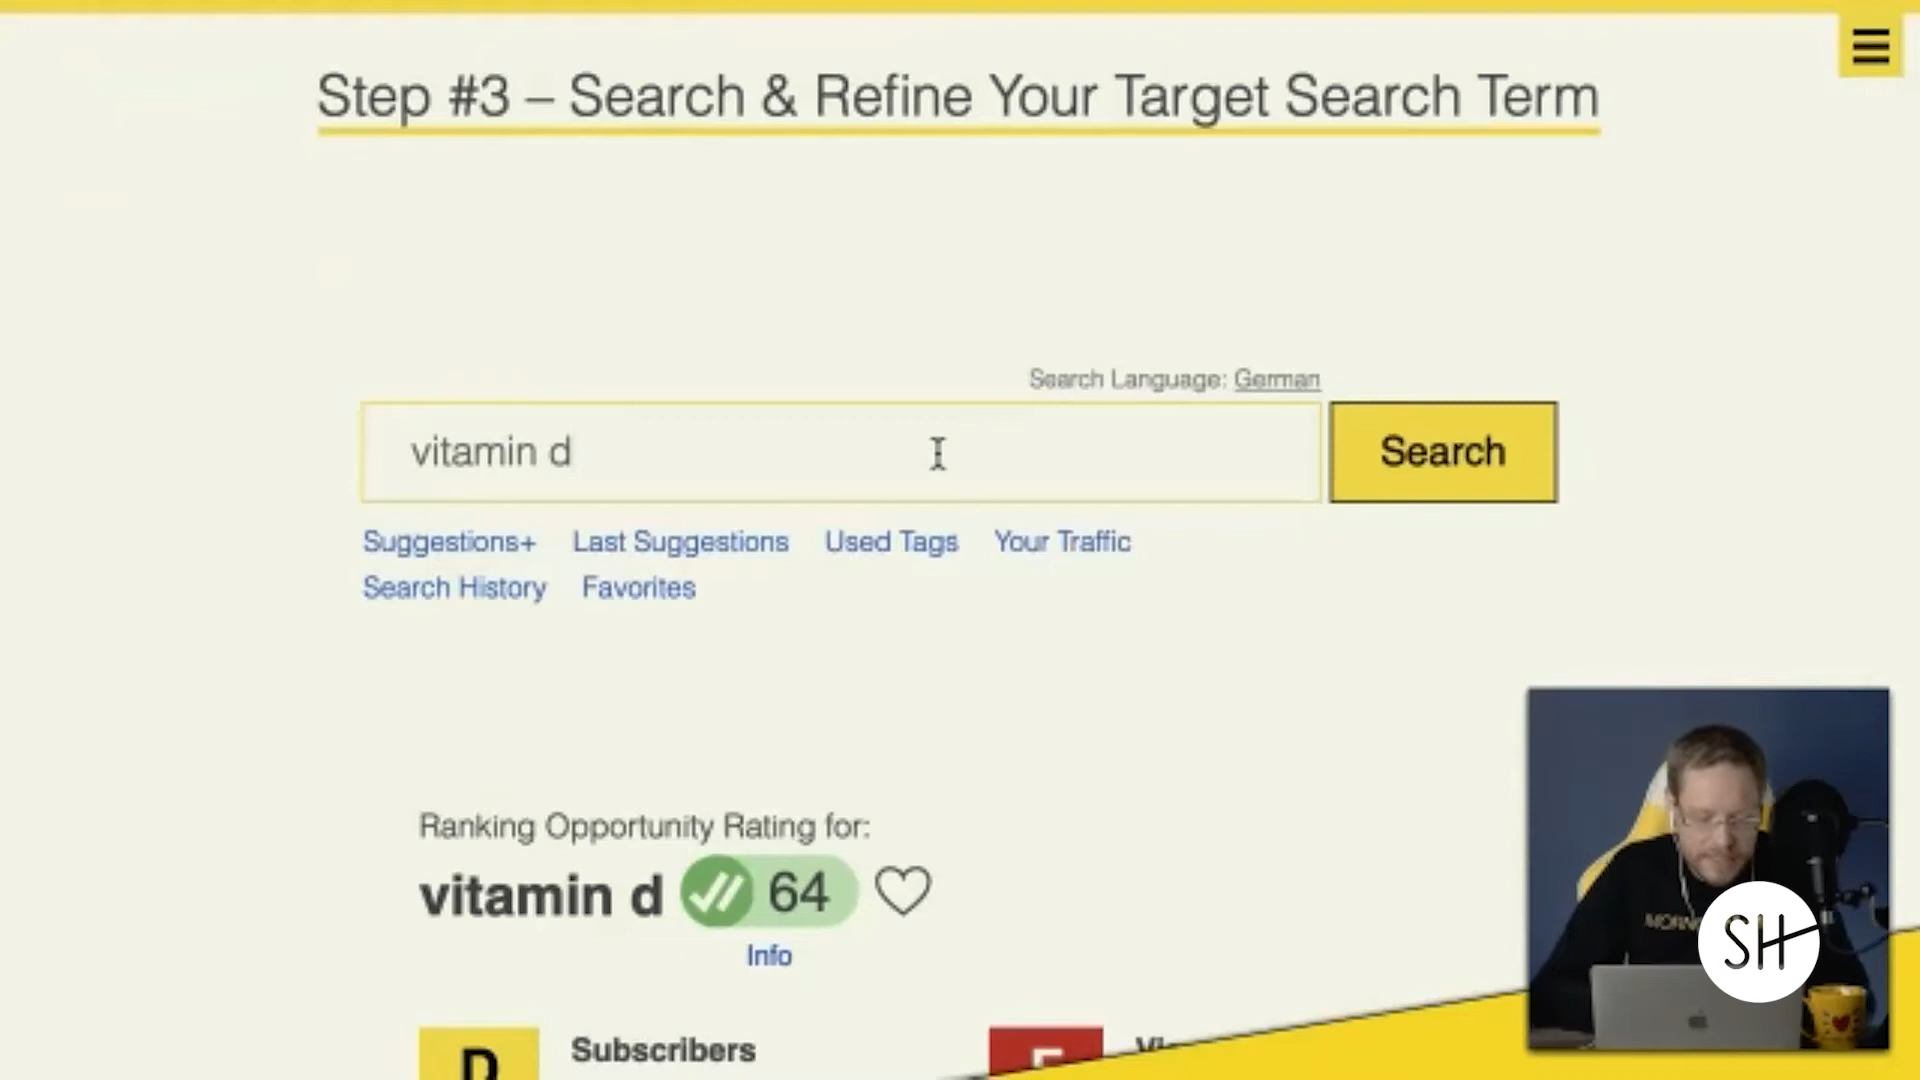 Step #3 – Search & Refine Your Target Search Term
Search Language: German
vitamin d
Search
Suggestions+ Last Suggestions Used Tags Your Traffic
Search History Favorites
Ranking Opportunity Rating for:
vitamin d 64
Info
D Subscribers
SH